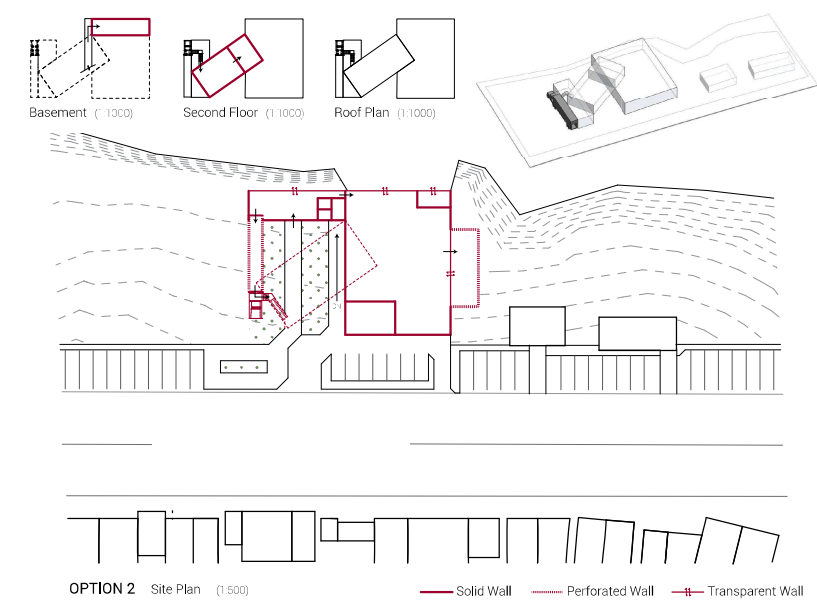 Basement (1:1000)
Second Floor (1:1000)
Roof Plan (1:1000)
OPTION 2 Site Plan (1:500)
Solid Wall
Perforated Wall
Transparent Wall